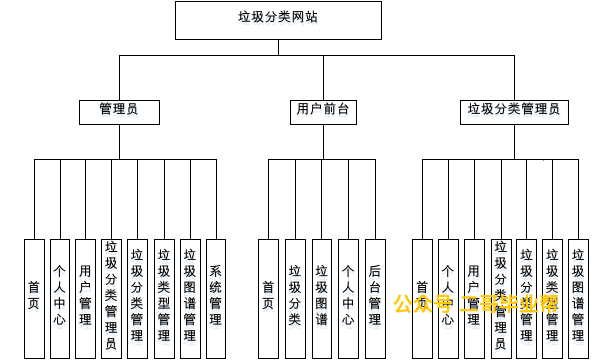 垃圾分类网站
管理员
用户前台
垃圾分类管理员
首页
个人中心
用户管理
垃圾分类管理员
垃圾分类管理
垃圾类型管理
垃圾图谱管理
系统管理
首页
垃圾分类
垃圾图谱
个人中心
后台管理
首页
个人中心
用户管理
垃圾分类管理员
垃圾分类管理
垃圾类型管理
垃圾图谱管理
公众号 二哥毕业帮